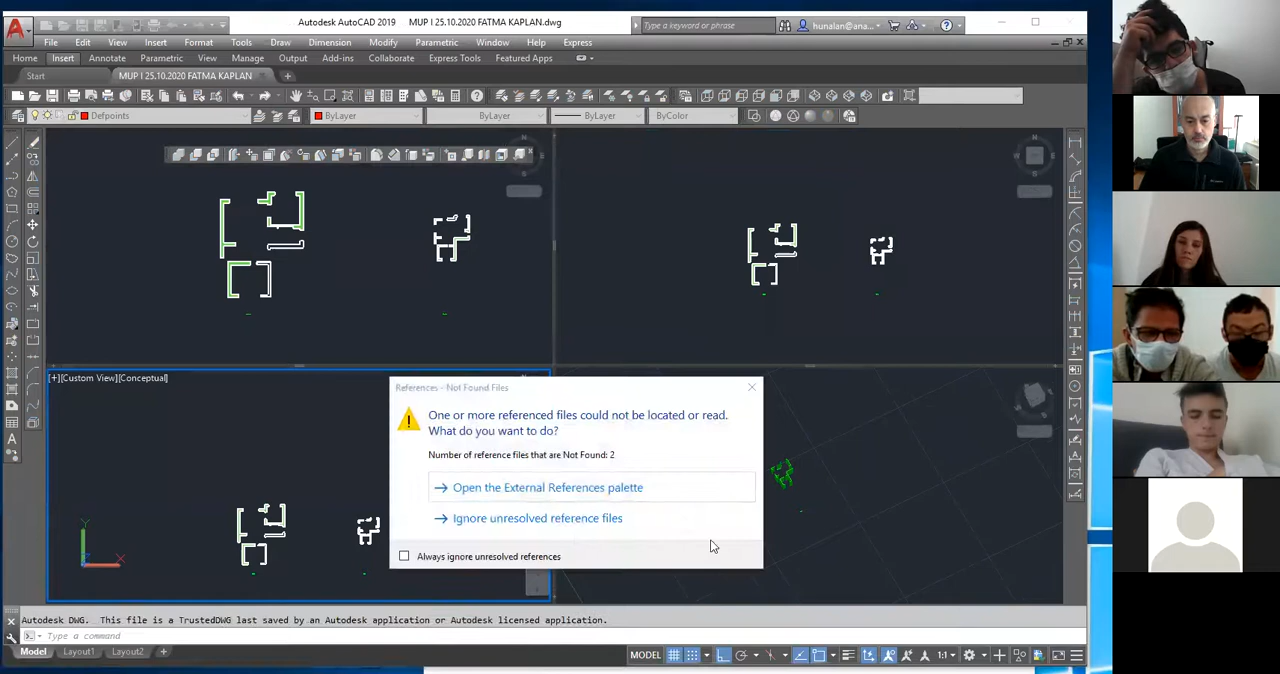 Autodesk AutoCAD 2019 MUP I 25.10.2020 FATMA KAPLAN.dwg
Type a keyword or phrase
hunalan@ana...
File Edit View Insert Format Tools Draw Dimension Modify Parametric Window Help Express
Home Insert Annotate Parametric View Manage Output Add-ins Collaborate Express Tools Featured Apps
Start MUP I 25.10.2020 FATMA KAPLAN
Defpoints ByLayer ByLayer ByLayer ByColor
[+][Custom View][Conceptual]
References - Not Found Files
One or more referenced files could not be located or read.
What do you want to do?
Number of reference files that are Not Found: 2
Open the External References palette
Ignore unresolved reference files
Always ignore unresolved references
Y
X
Autodesk DWG. This file is a TrustedDWG last saved by an Autodesk application or Autodesk licensed application.
Type a command
Model Layout1 Layout2 +
MODEL 1:1